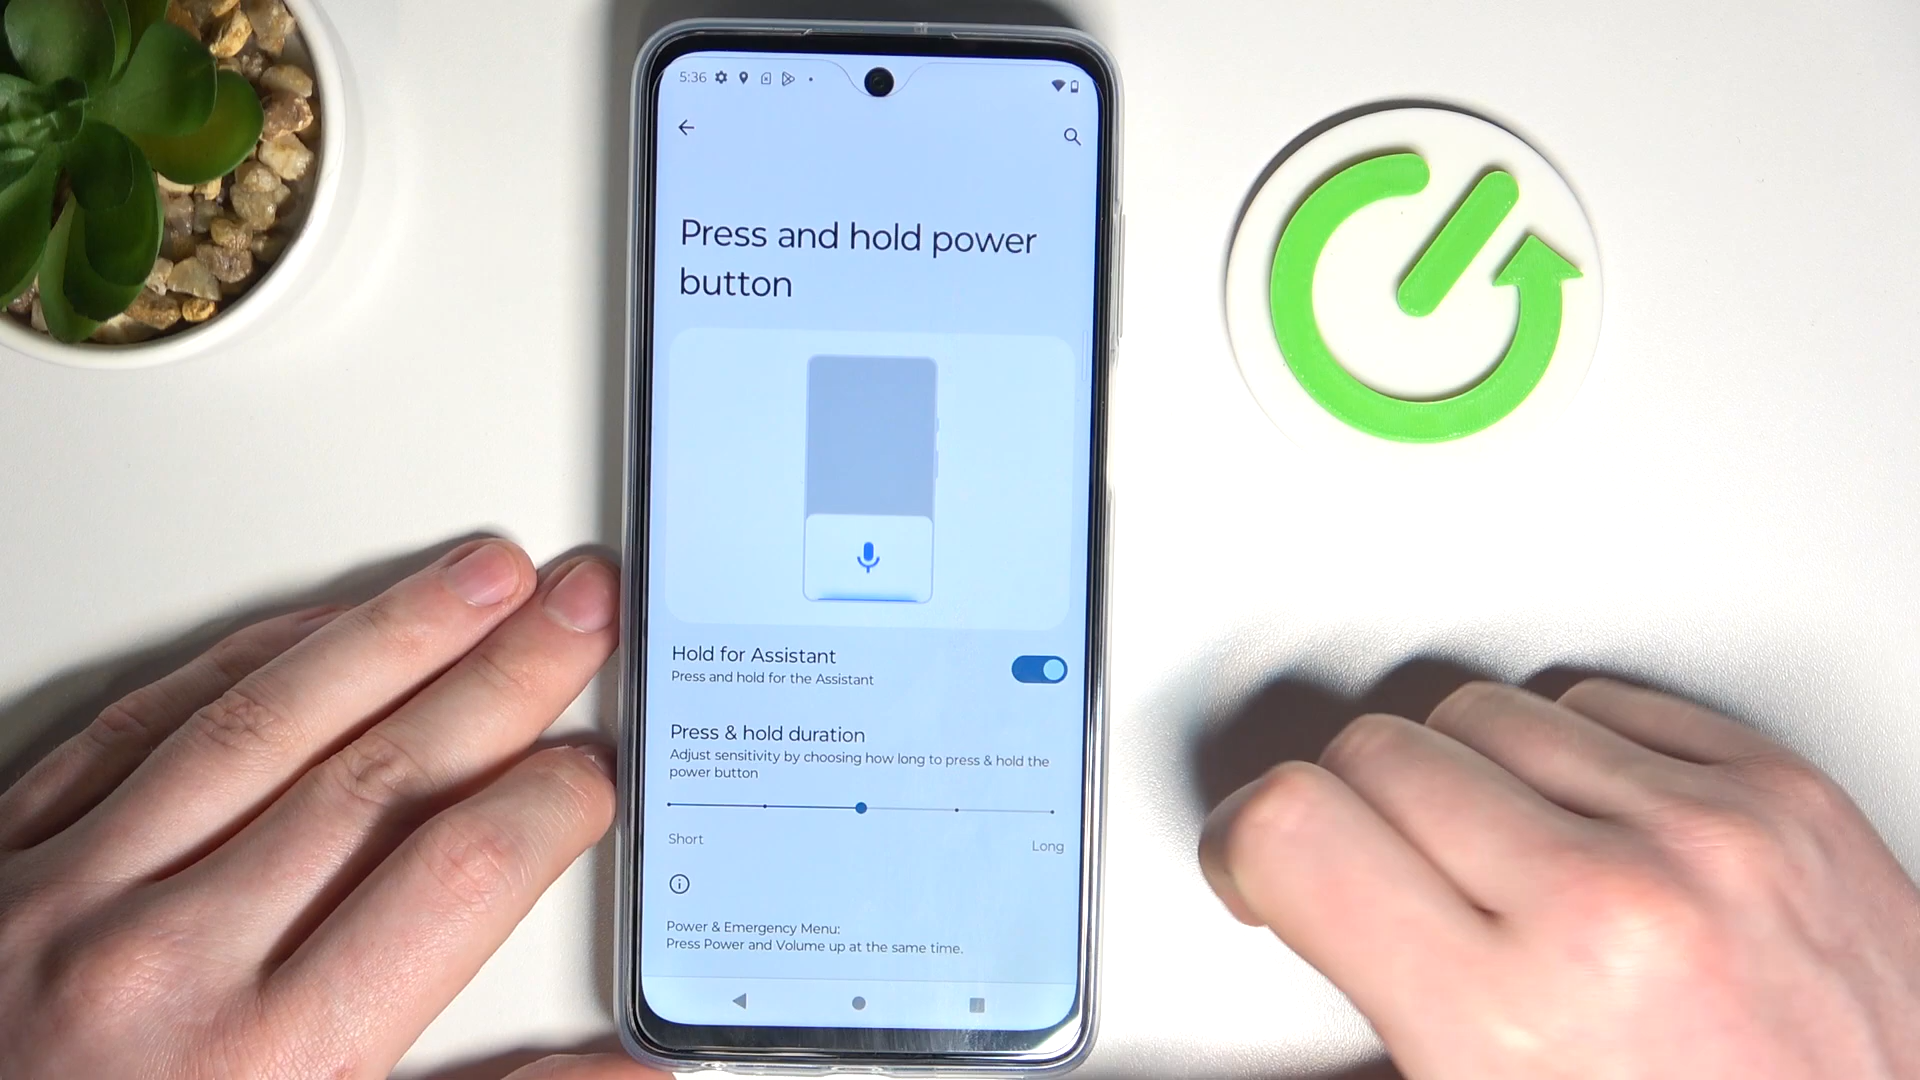 5:36
Press and hold power
button
Hold for Assistant
Press and hold for the Assistant
Press & hold duration
Adjust sensitivity by choosing how long to press & hold the
power button
Short
Long
Power & Emergency Menu:
Press Power and Volume up at the same time.